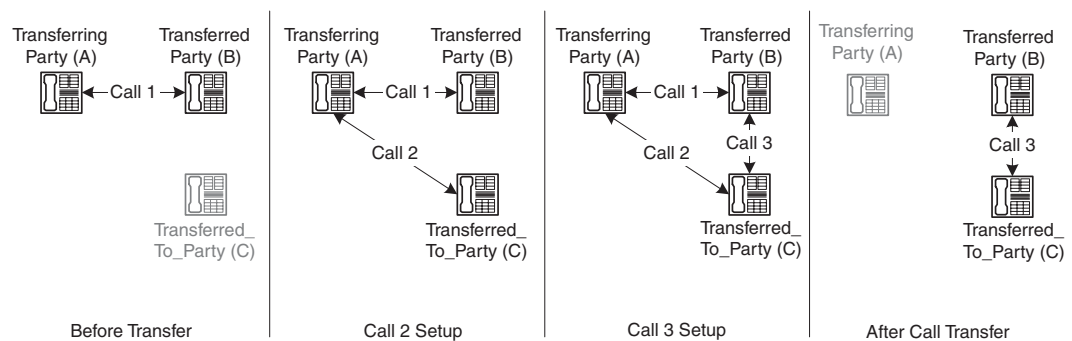 Transferring
Party (A)
Transferred
Party (B)
Call 1
Transferred_
To_Party (C)
Before Transfer
Transferring
Party (A)
Transferred
Party (B)
Call 1
Call 2
Transferred_
To_Party (C)
Call 2 Setup
Transferring
Party (A)
Transferred
Party (B)
Call 1
Call 2
Call 3
Transferred_
To_Party (C)
Call 3 Setup
Transferring
Party (A)
Transferred
Party (B)
Call 3
Transferred_
To_Party (C)
After Call Transfer